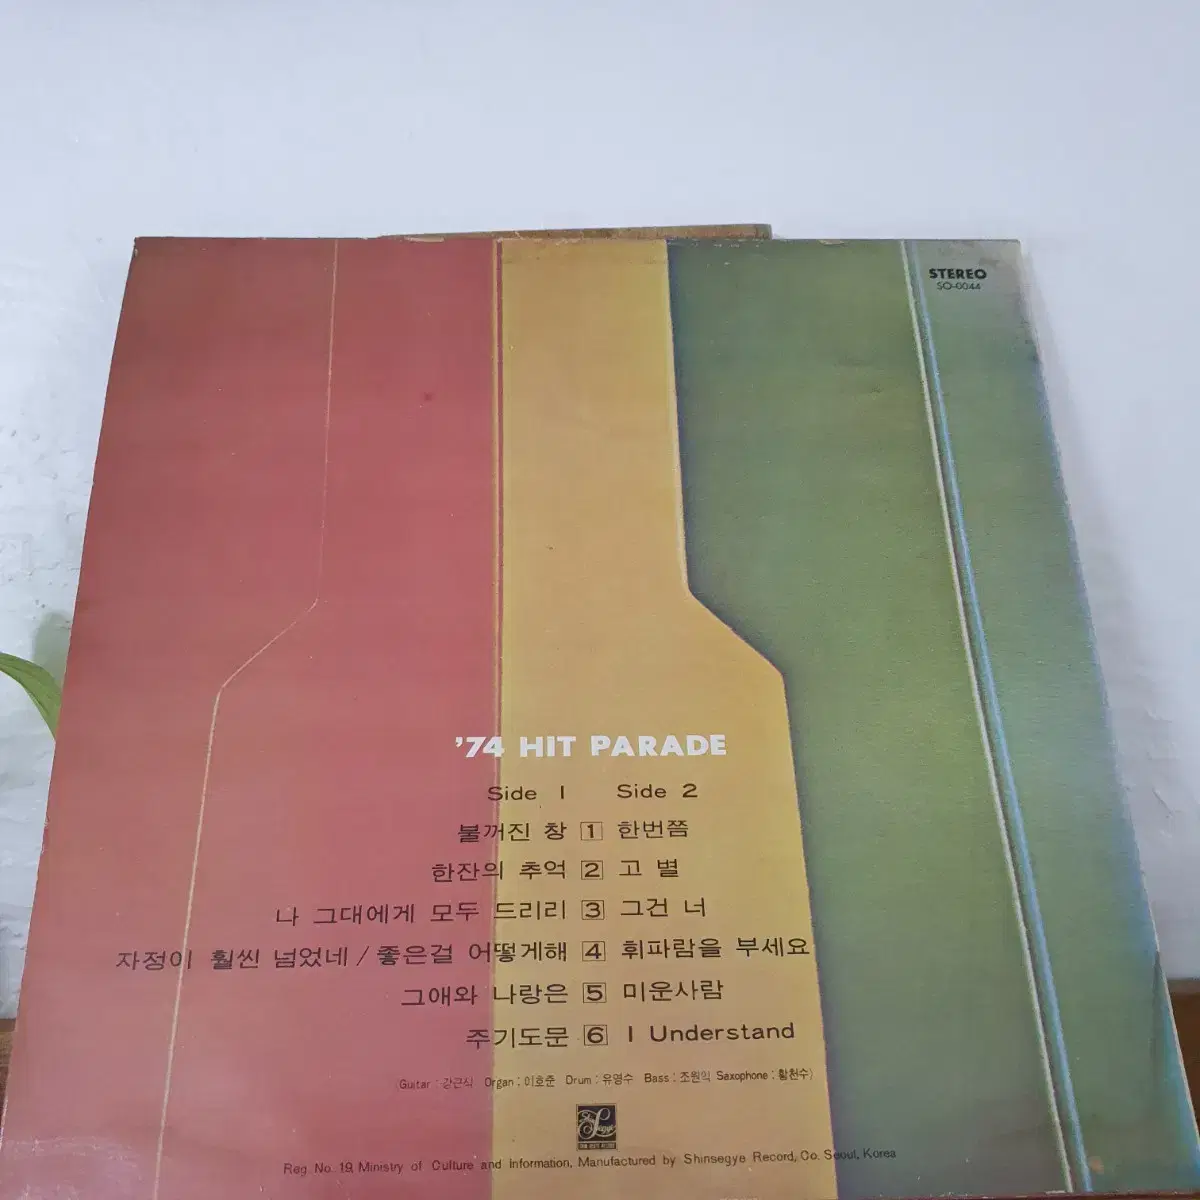 STEREO
SO-0044
'74 HIT PARADE
Side 1 Side 2
불꺼진 창 1 한번쯤
한잔의 추억 2 고 별
나 그대에게 모두 드리리 3 그건 너
자정이 훨씬 넘었네 / 좋은걸 어떻게해 4 휘파람을 부세요
그애와 나랑은 5 미운사람
주기도문 6 I Understand
(Guitar : 강근식 Organ : 이호준 Drum : 유영수 Bass : 조원익 Saxophone : 황천수)
Reg. No. 19, Ministry of Culture and Information, Manufactured by Shinsegye Record, Co. Seoul, Korea